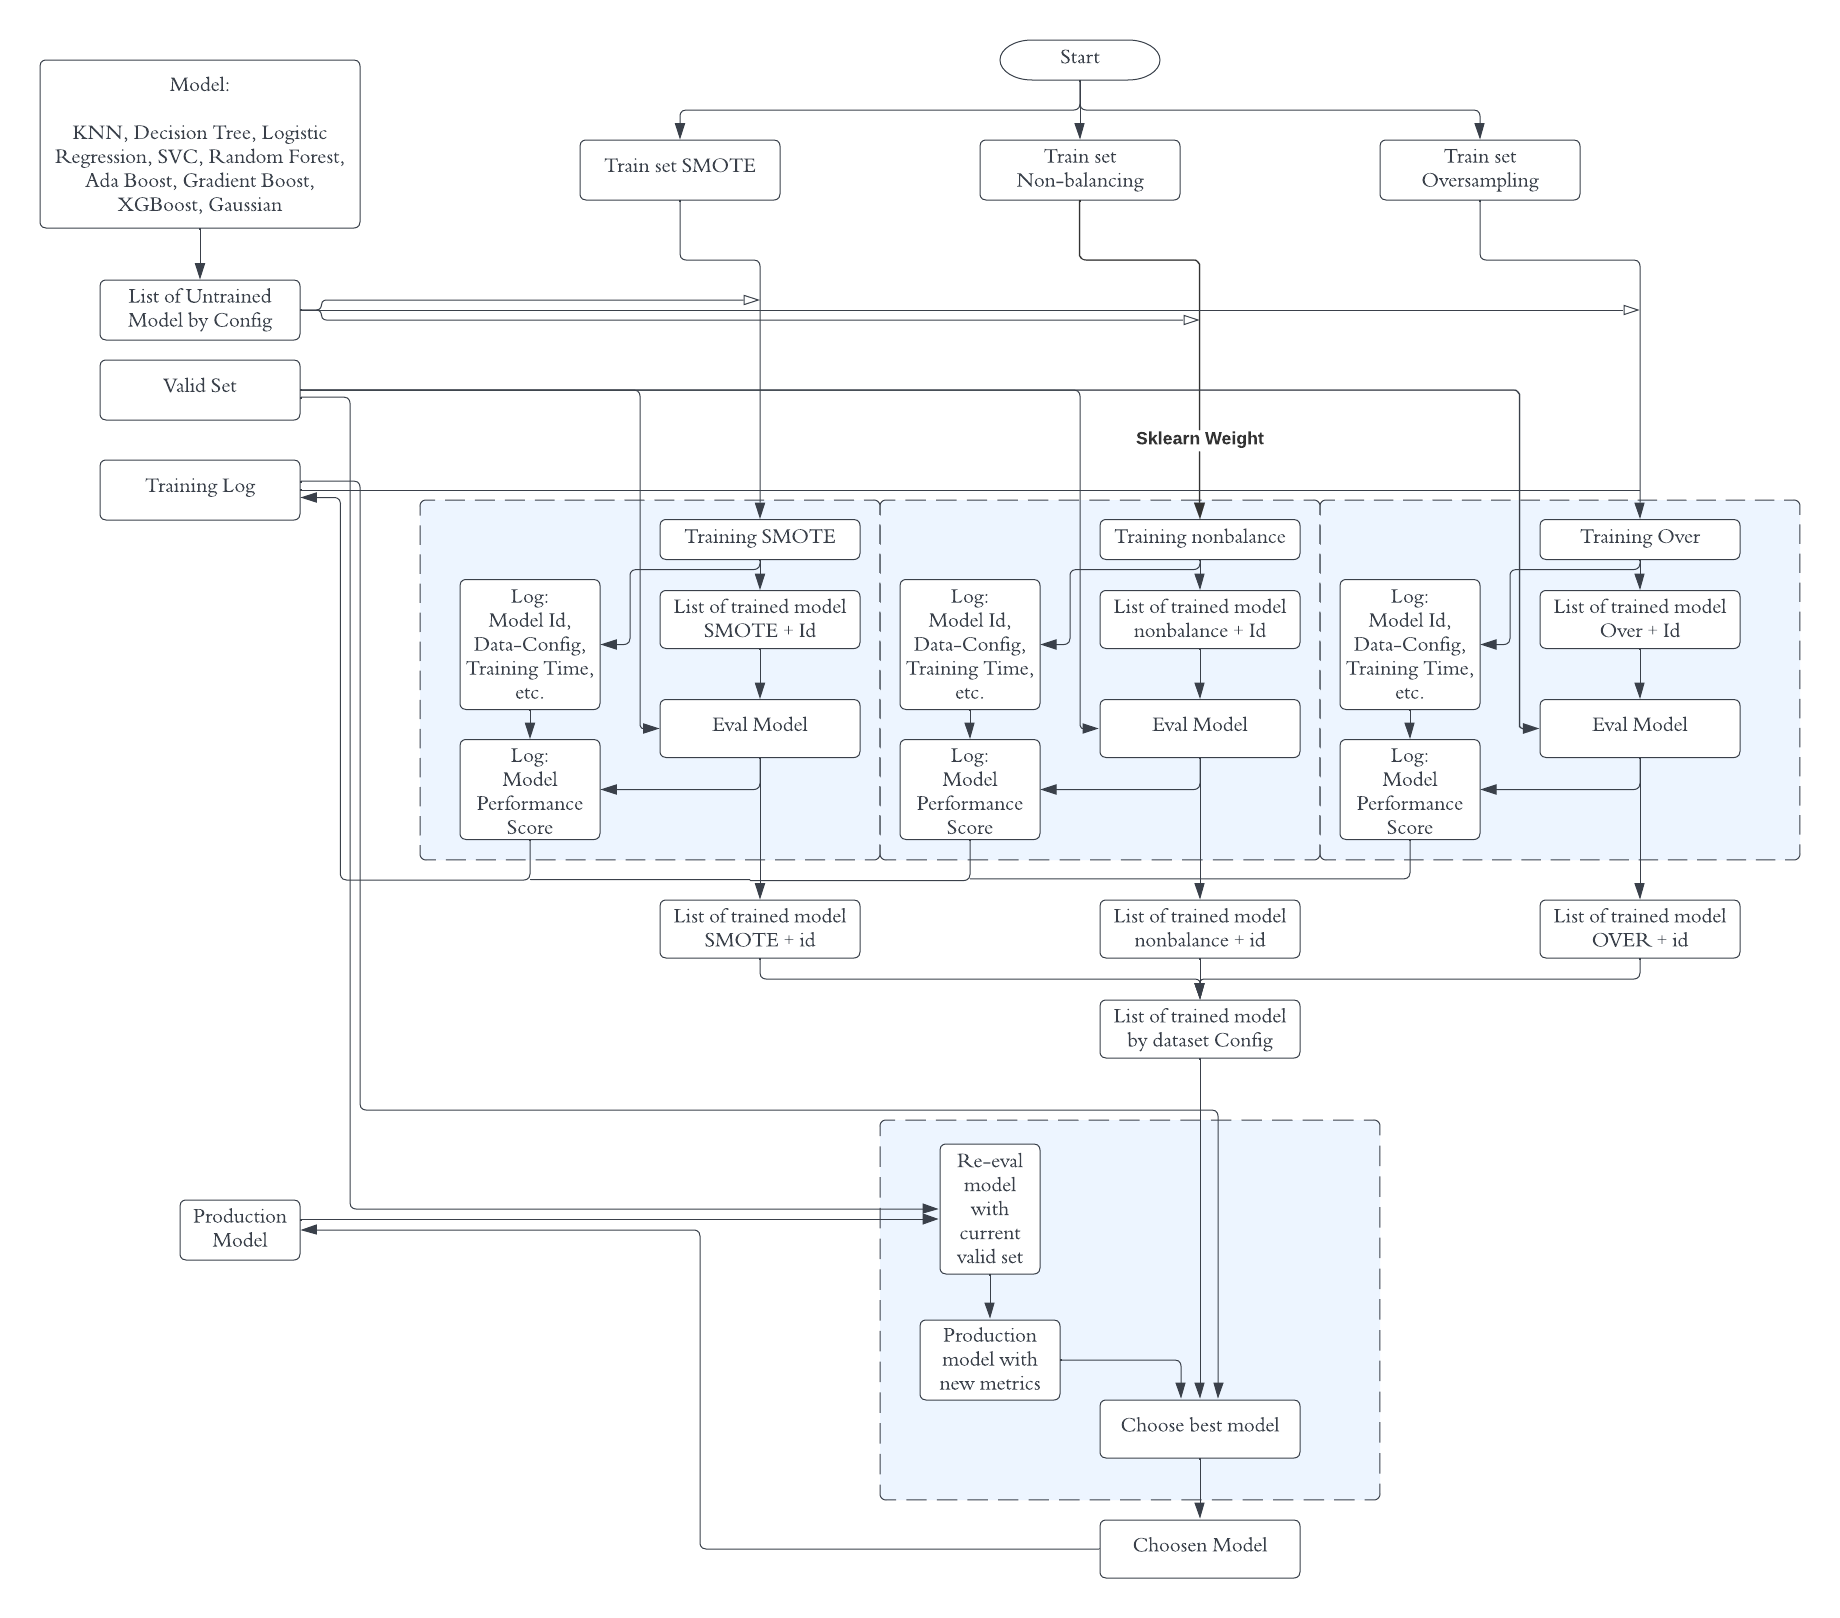 Start
Model:
KNN, Decision Tree, Logistic
Regression, SVC, Random Forest,
Ada Boost, Gradient Boost,
XGBoost, Gaussian
Train set SMOTE
Train set
Non-balancing
Train set
Oversampling
List of Untrained
Model by Config
Valid Set
Sklearn Weight
Training Log
Training SMOTE
Log:
Model Id,
Data-Config,
Training Time,
etc.
List of trained model
SMOTE + Id
Eval Model
Log:
Model
Performance
Score
Training nonbalance
Log:
Model Id,
Data-Config,
Training Time,
etc.
List of trained model
nonbalance + Id
Eval Model
Log:
Model
Performance
Score
Training Over
Log:
Model Id,
Data-Config,
Training Time,
etc.
List of trained model
Over + Id
Eval Model
Log:
Model
Performance
Score
List of trained model
SMOTE + id
List of trained model
nonbalance + id
List of trained model
OVER + id
List of trained model
by dataset Config
Re-eval
model
with
current
valid set
Production
Model
Production
model with
new metrics
Choose best model
Choosen Model